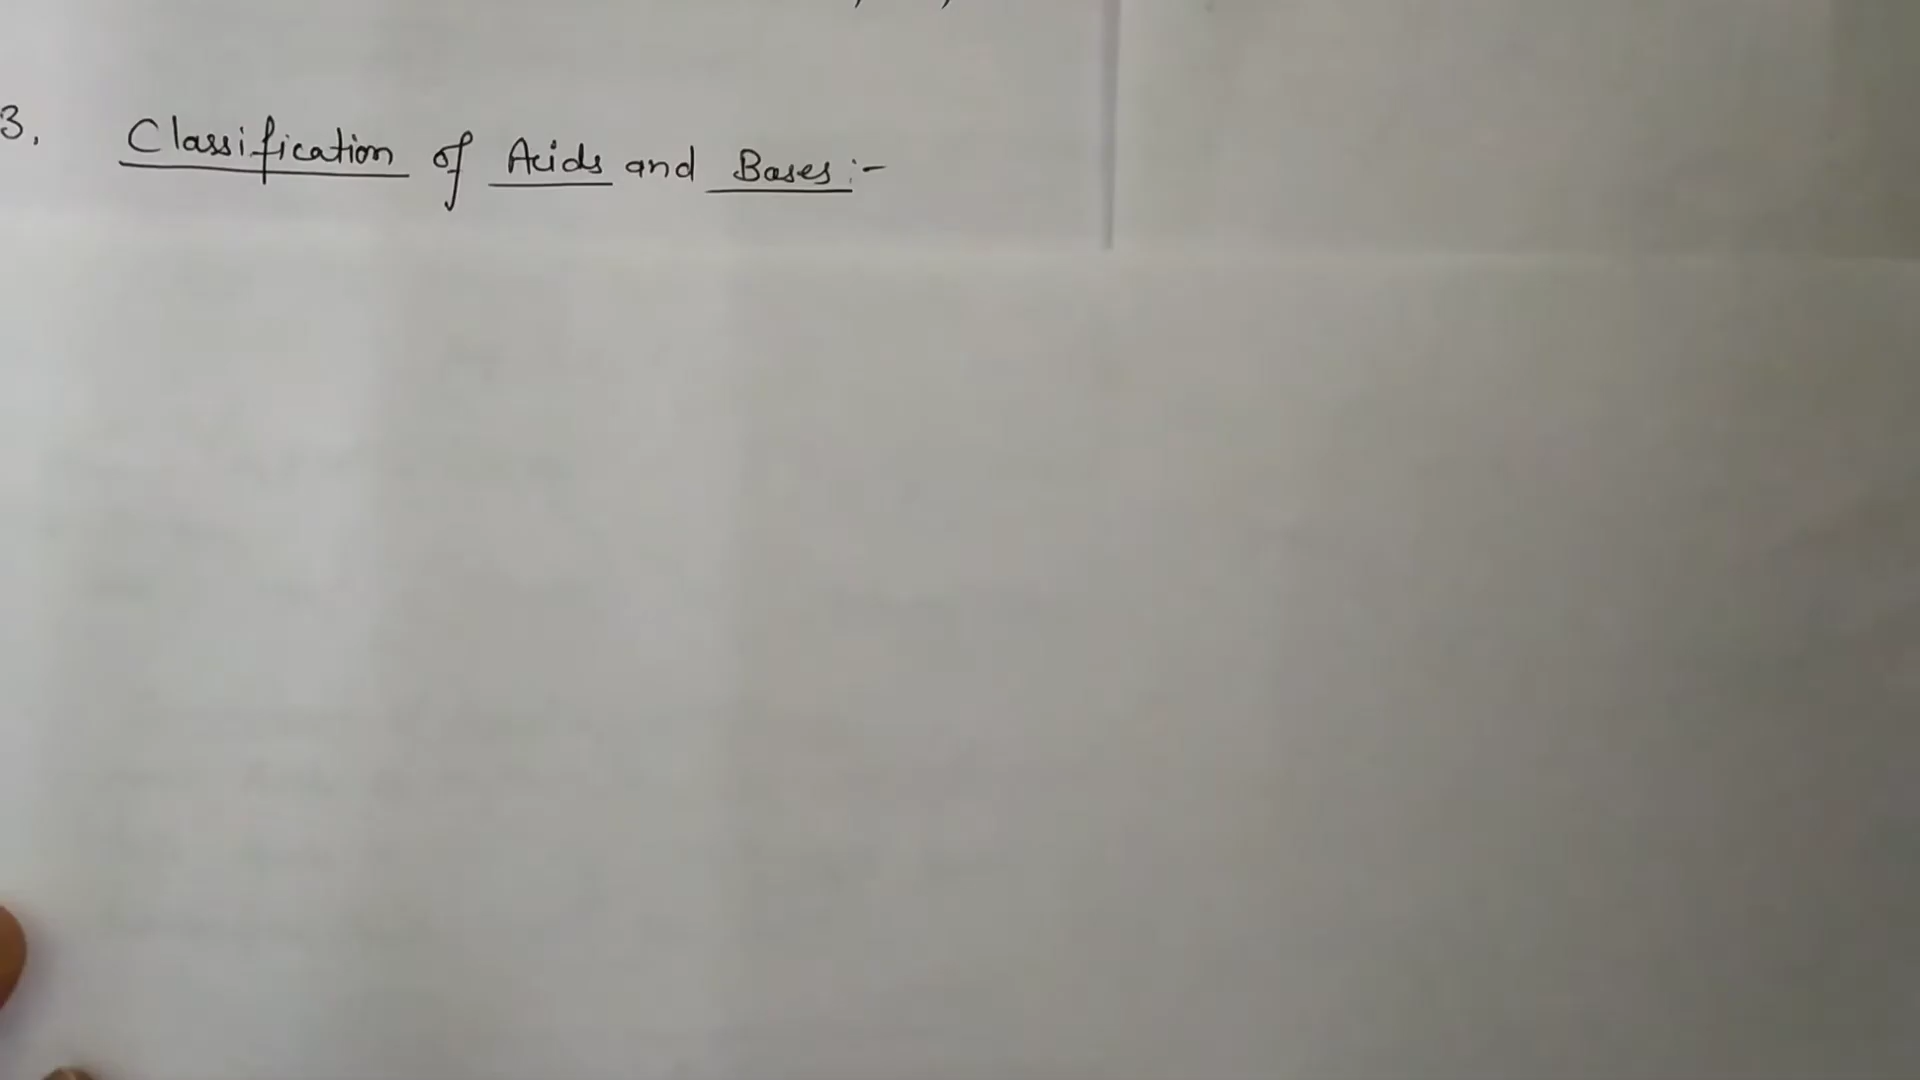 3. Classification of Acids and Bases :-